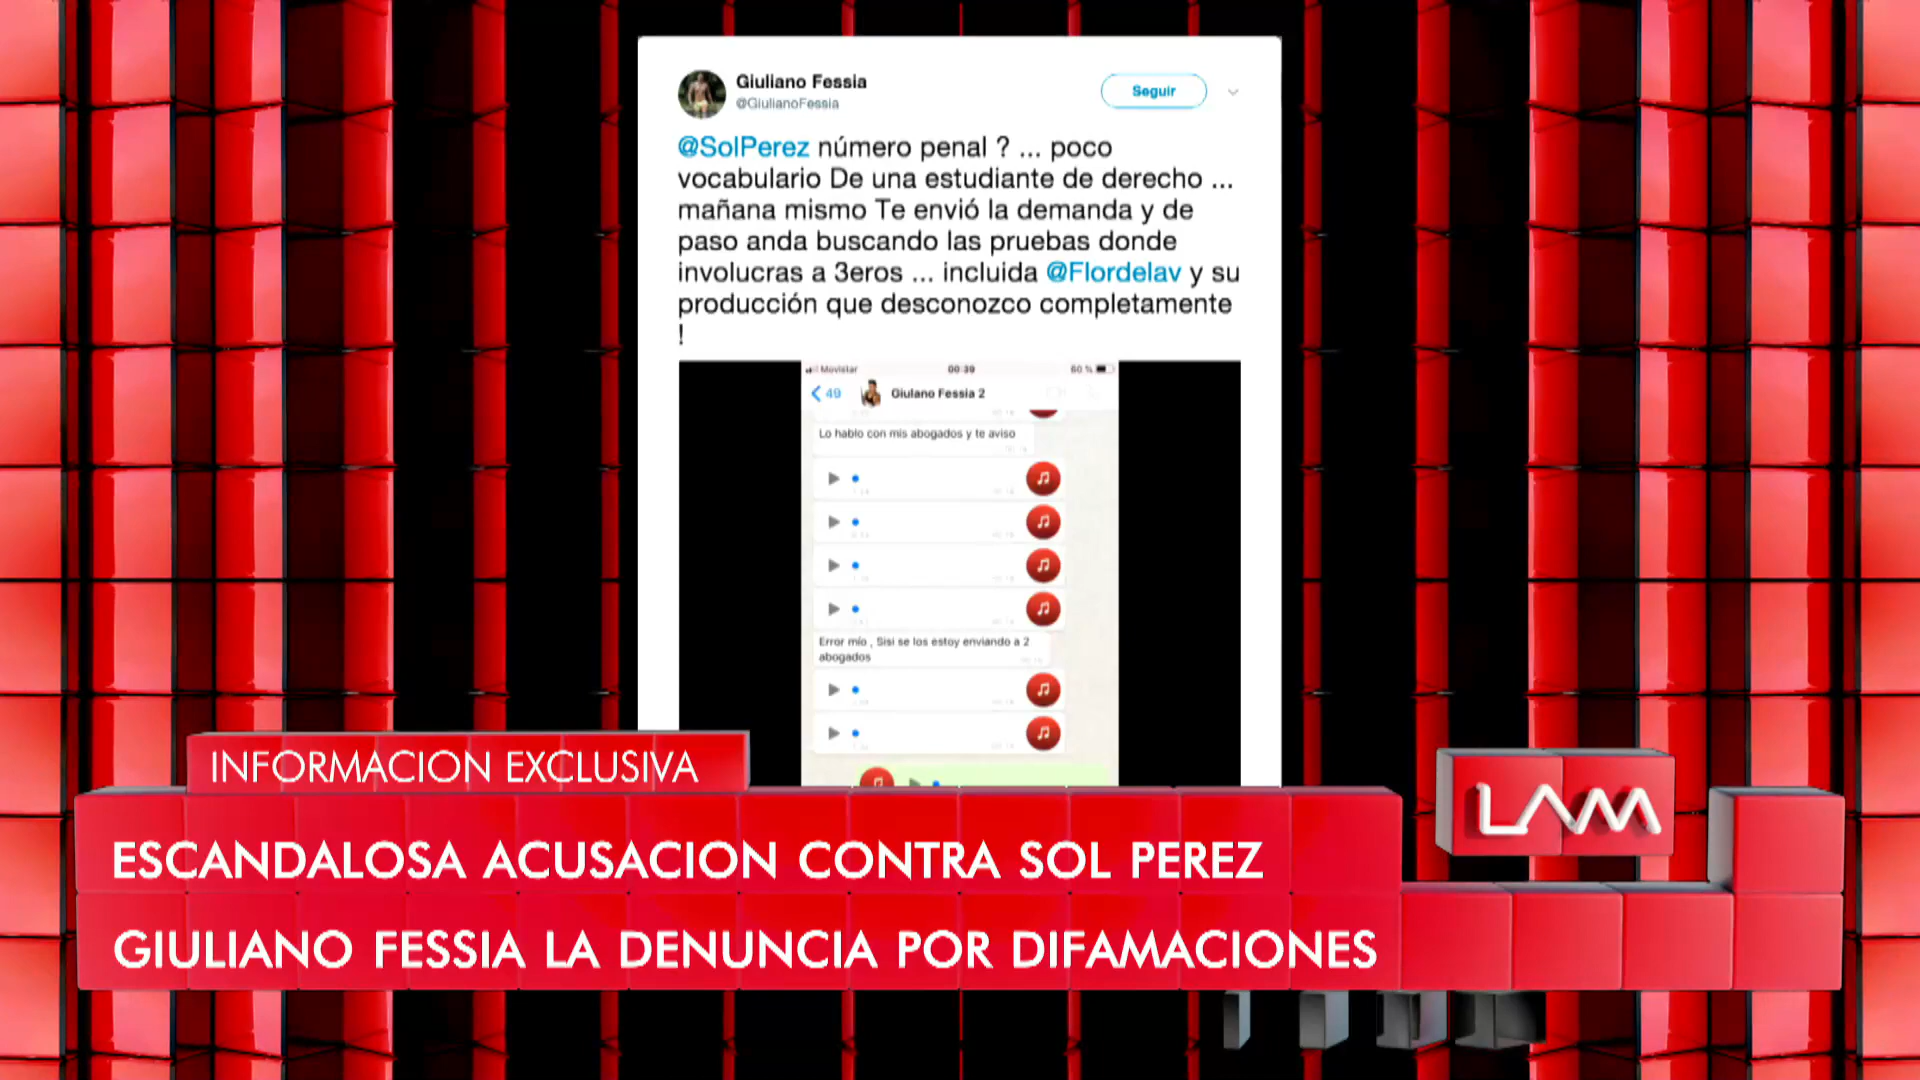 Giuliano Fessia
@GiulianoFessia
Seguir
@SolPerez número penal ? ... poco
vocabulario De una estudiante de derecho ...
mañana mismo Te envió la demanda y de
paso anda buscando las pruebas donde
involucras a 3eros ... incluida @Flordelav y su
producción que desconozco completamente
!
Movistar 00:39 60 %
49 Giulano Fessia 2
Lo hablo con mis abogados y te aviso
Error mío , Sisi se los estoy enviando a 2
abogados
INFORMACION EXCLUSIVA
LAM
ESCANDALOSA ACUSACION CONTRA SOL PEREZ
GIULIANO FESSIA LA DENUNCIA POR DIFAMACIONES